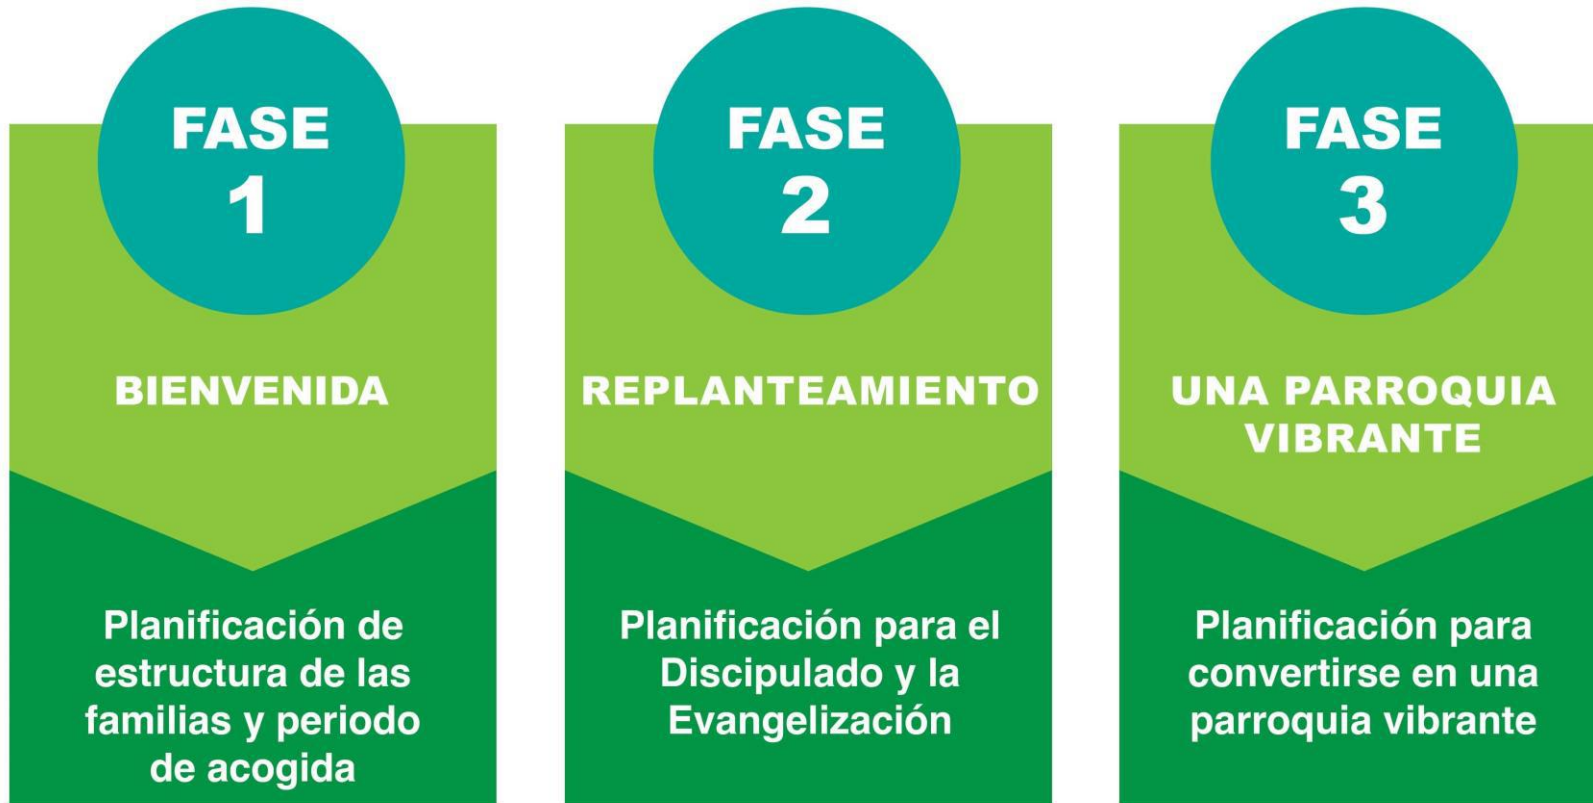 FASE
1
BIENVENIDA
Planificación de
estructura de las
familias y periodo
de acogida
FASE
2
REPLANTEAMIENTO
Planificación para el
Discipulado y la
Evangelización
FASE
3
UNA PARROQUIA
VIBRANTE
Planificación para
convertirse en una
parroquia vibrante